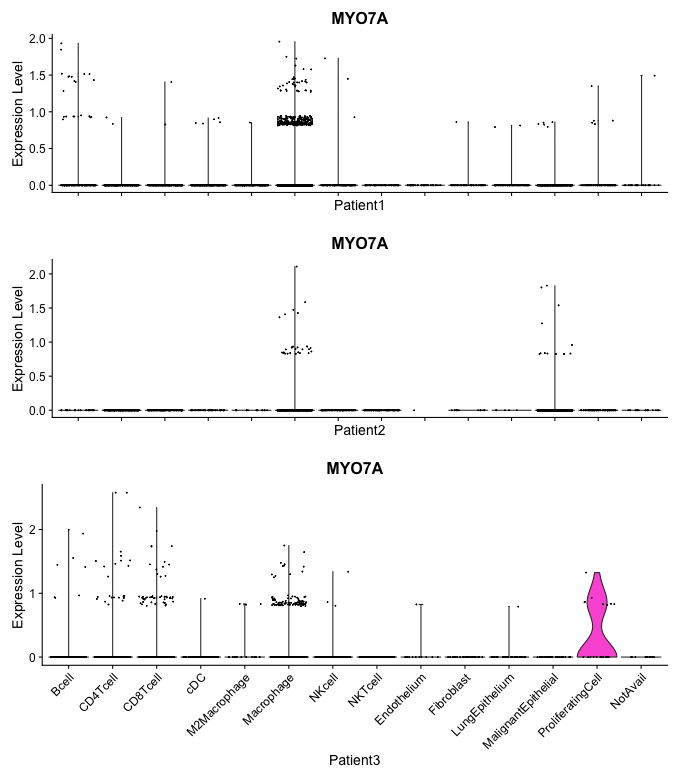 MYO7A
Expression Level
2.0
1.5
1.0
0.5
0.0
Patient1
MYO7A
Expression Level
2.0
1.5
1.0
0.5
0.0
Patient2
MYO7A
Expression Level
2
1
0
Bcell
CD4Tcell
CD8Tcell
cDC
M2Macrophage
Macrophage
NKcell
NKTcell
Endothelium
Fibroblast
LungEpithelium
MalignantEpithelial
ProliferatingCell
NotAvail
Patient3